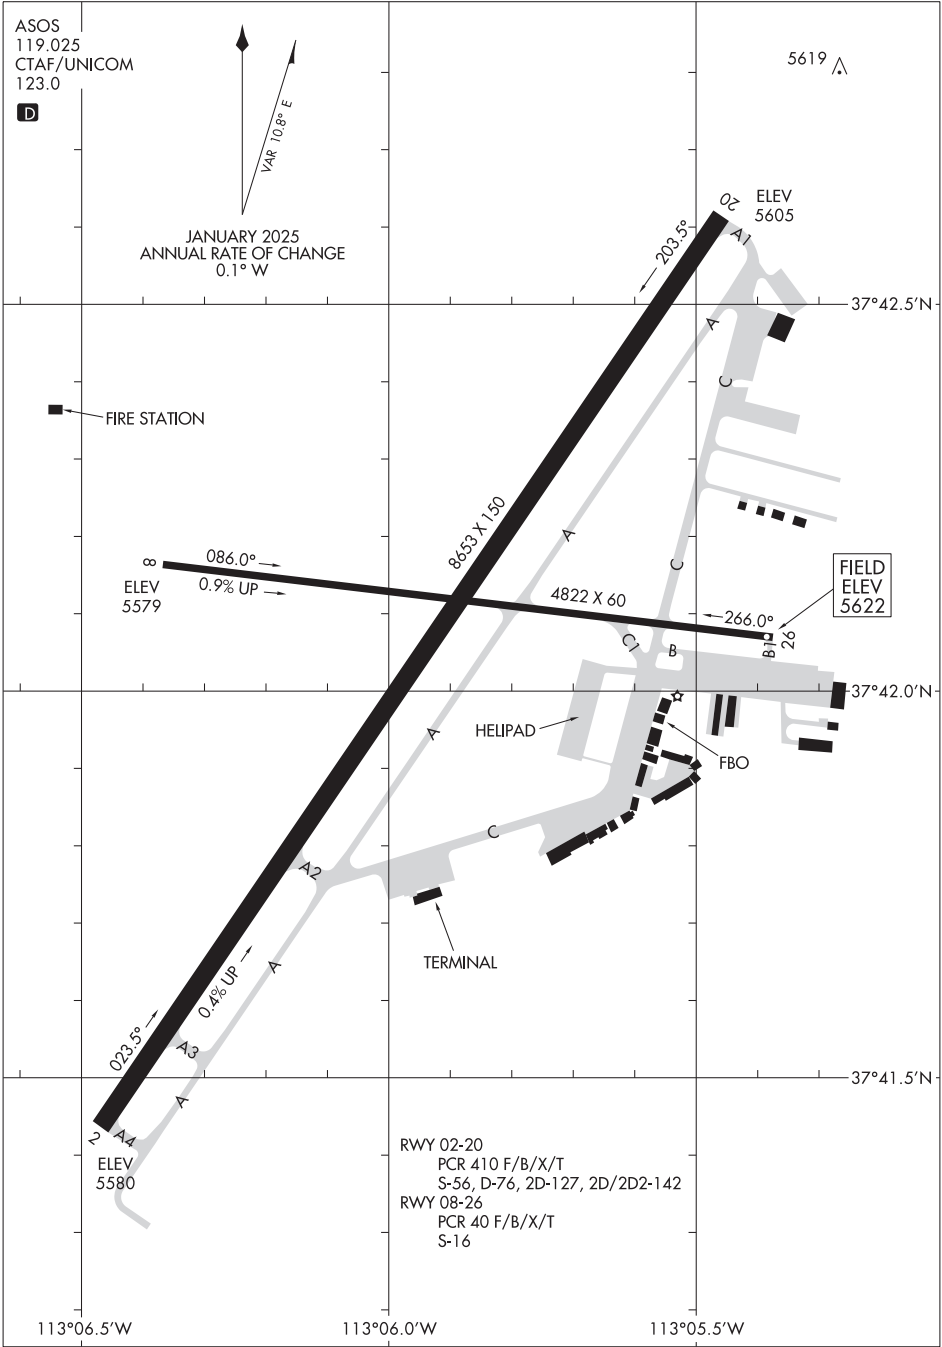 ASOS
119.025
CTAF/UNICOM
123.0
D
VAR 10.8° E
JANUARY 2025
ANNUAL RATE OF CHANGE
0.1° W
5619
20
ELEV
5605
A1
203.5°
37°42.5'N
A
C
FIRE STATION
8653 X 150
A
8
086.0°
0.9% UP
ELEV
5579
4822 X 60
C
266.0°
FIELD
ELEV
5622
26
B1
C1
B
37°42.0'N
HELIPAD
A
FBO
C
A2
TERMINAL
A
0.4% UP
023.5°
A3
37°41.5'N
A
2
A4
ELEV
5580
RWY 02-20
PCR 410 F/B/X/T
S-56, D-76, 2D-127, 2D/2D2-142
RWY 08-26
PCR 40 F/B/X/T
S-16
113°06.5'W
113°06.0'W
113°05.5'W